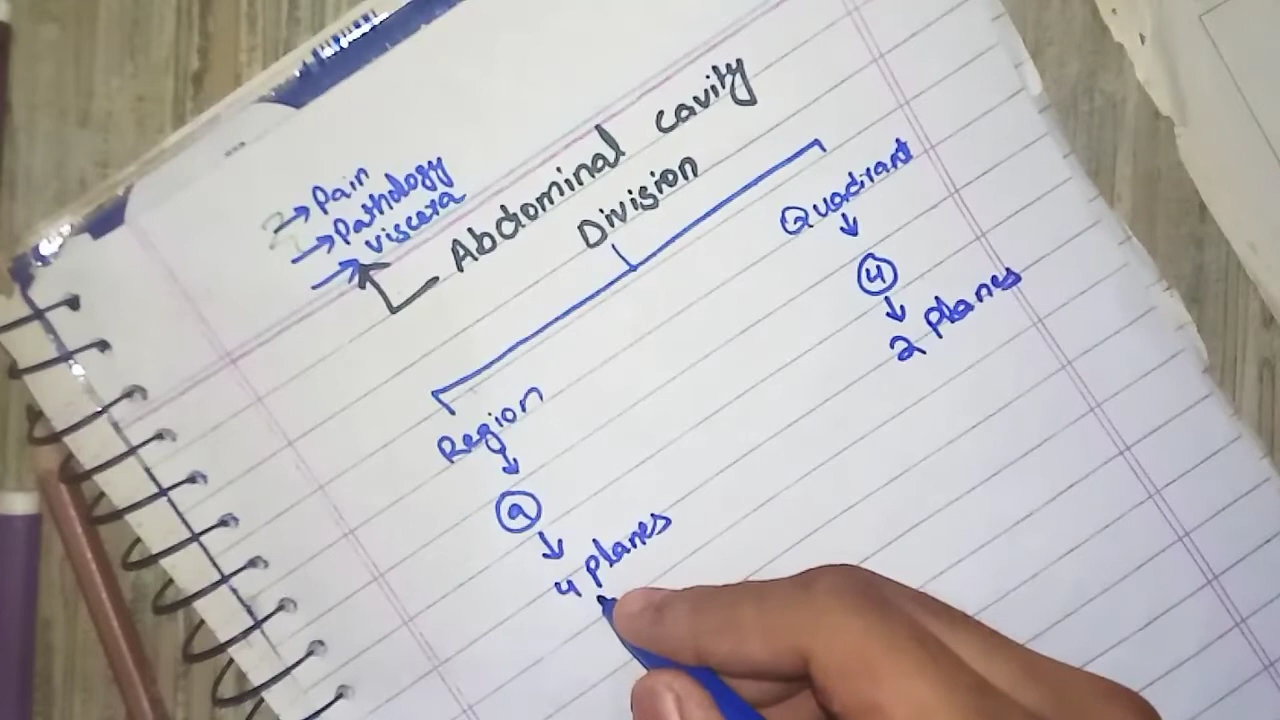 Abdominal cavity
Division
→ Pain
→ Pathology
→ viscera
Region
↓
9
↓
4 planes
Quadrant
↓
4
↓
2 planes